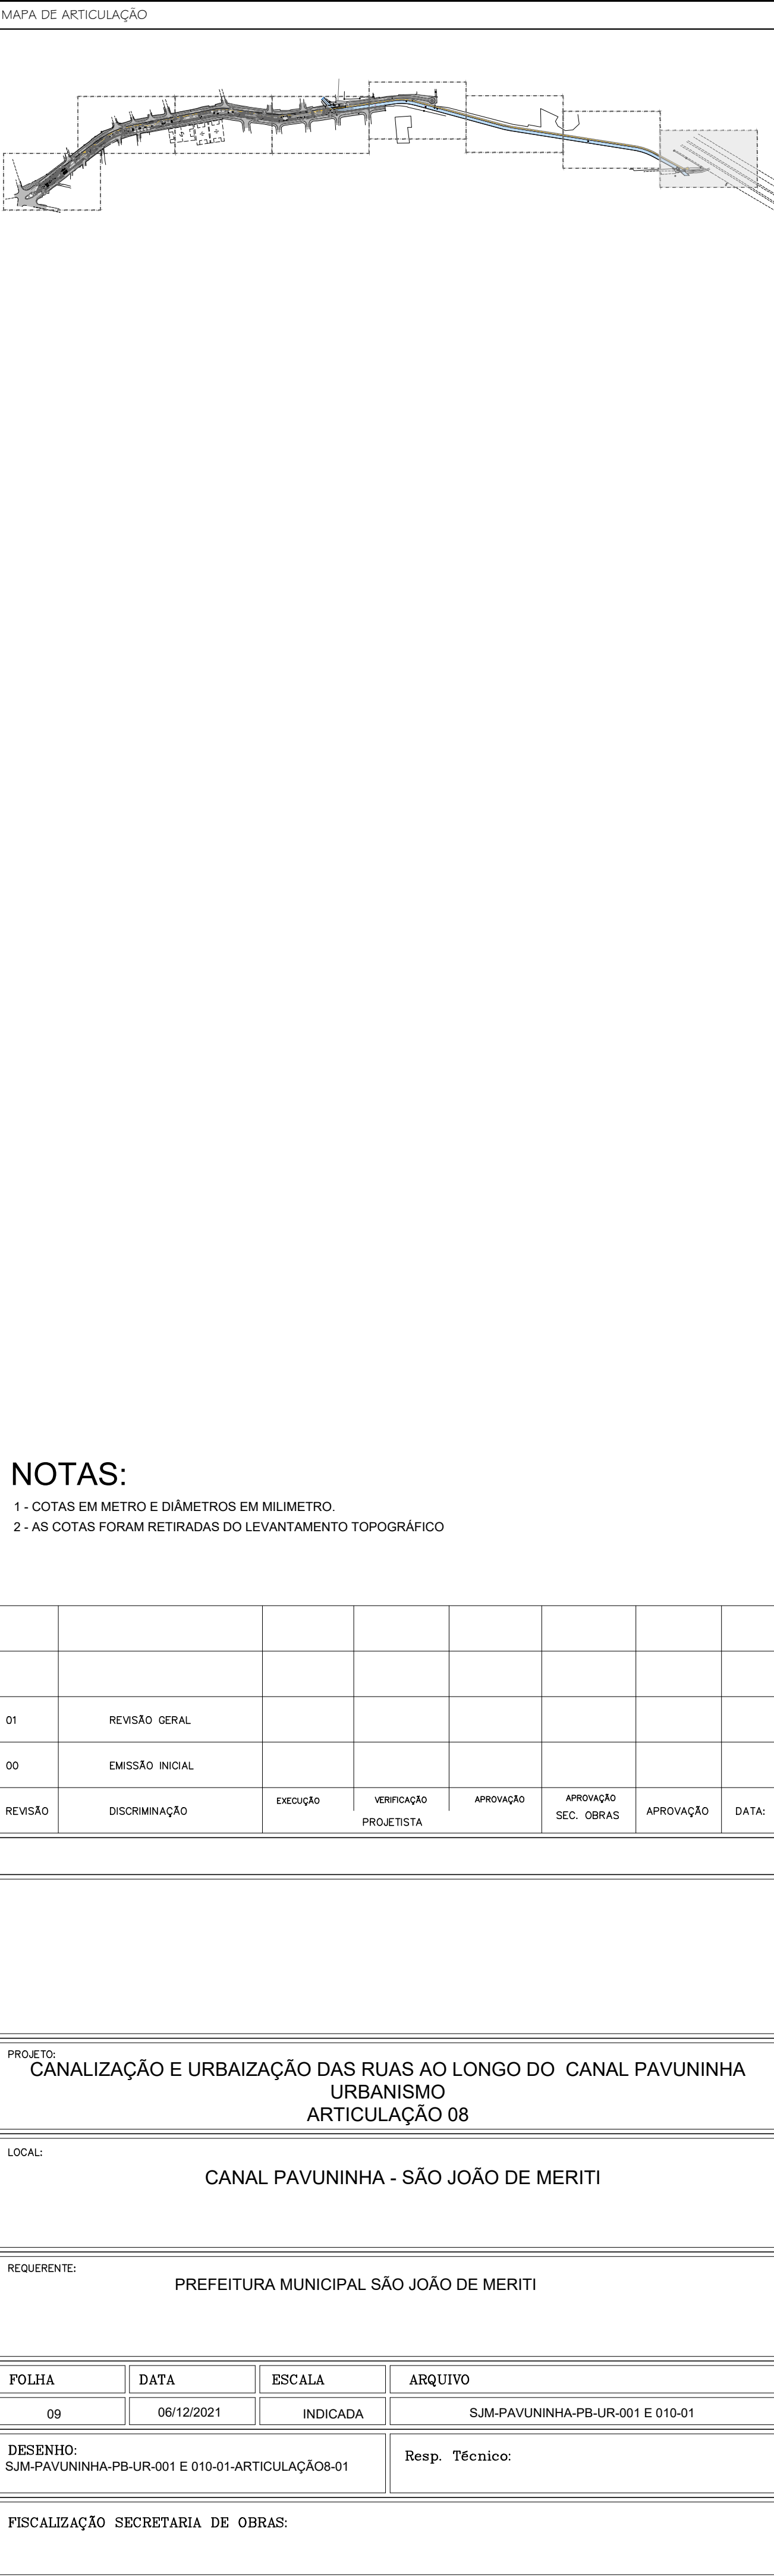 MAPA DE ARTICULAÇÃO
NOTAS:
1 - COTAS EM METRO E DIÂMETROS EM MILIMETRO.
2 - AS COTAS FORAM RETIRADAS DO LEVANTAMENTO TOPOGRÁFICO
01 REVISÃO GERAL
00 EMISSÃO INICIAL
REVISÃO DISCRIMINAÇÃO EXECUÇÃO VERIFICAÇÃO APROVAÇÃO APROVAÇÃO
PROJETISTA SEC. OBRAS APROVAÇÃO DATA:
PROJETO:
CANALIZAÇÃO E URBAIZAÇÃO DAS RUAS AO LONGO DO CANAL PAVUNINHA
URBANISMO
ARTICULAÇÃO 08
LOCAL:
CANAL PAVUNINHA - SÃO JOÃO DE MERITI
REQUERENTE:
PREFEITURA MUNICIPAL SÃO JOÃO DE MERITI
FOLHA DATA ESCALA ARQUIVO
09 06/12/2021 INDICADA SJM-PAVUNINHA-PB-UR-001 E 010-01
DESENHO:
SJM-PAVUNINHA-PB-UR-001 E 010-01-ARTICULAÇÃO8-01
Resp. Técnico:
FISCALIZAÇÃO SECRETARIA DE OBRAS: